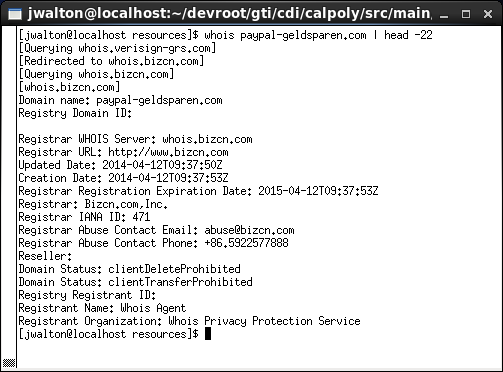 jwalton@localhost:~/devroot/gti/cdi/calpoly/src/main/
[jwalton@localhost resources]$ whois paypal-geldsparen.com | head -22
[Querying whois.verisign-grs.com]
[Redirected to whois.bizcn.com]
[Querying whois.bizcn.com]
[whois.bizcn.com]
Domain name: paypal-geldsparen.com
Registry Domain ID:
Registrar WHOIS Server: whois.bizcn.com
Registrar URL: http://www.bizcn.com
Updated Date: 2014-04-12T09:37:50Z
Creation Date: 2014-04-12T09:37:53Z
Registrar Registration Expiration Date: 2015-04-12T09:37:53Z
Registrar: Bizcn.com,Inc.
Registrar IANA ID: 471
Registrar Abuse Contact Email: abuse@bizcn.com
Registrar Abuse Contact Phone: +86.5922577888
Reseller:
Domain Status: clientDeleteProhibited
Domain Status: clientTransferProhibited
Registry Registrant ID:
Registrant Name: Whois Agent
Registrant Organization: Whois Privacy Protection Service
[jwalton@localhost resources]$